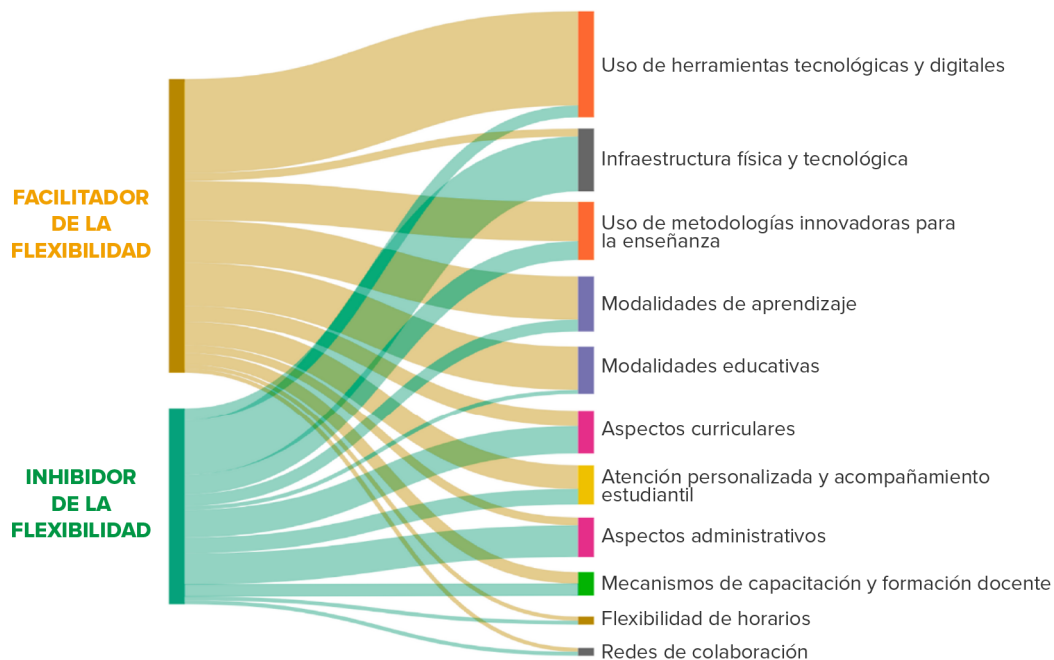 FACILITADOR
DE LA
FLEXIBILIDAD
INHIBIDOR
DE LA
FLEXIBILIDAD
Uso de herramientas tecnológicas y digitales
Infraestructura física y tecnológica
Uso de metodologías innovadoras para
la enseñanza
Modalidades de aprendizaje
Modalidades educativas
Aspectos curriculares
Atención personalizada y acompañamiento
estudiantil
Aspectos administrativos
Mecanismos de capacitación y formación docente
Flexibilidad de horarios
Redes de colaboración